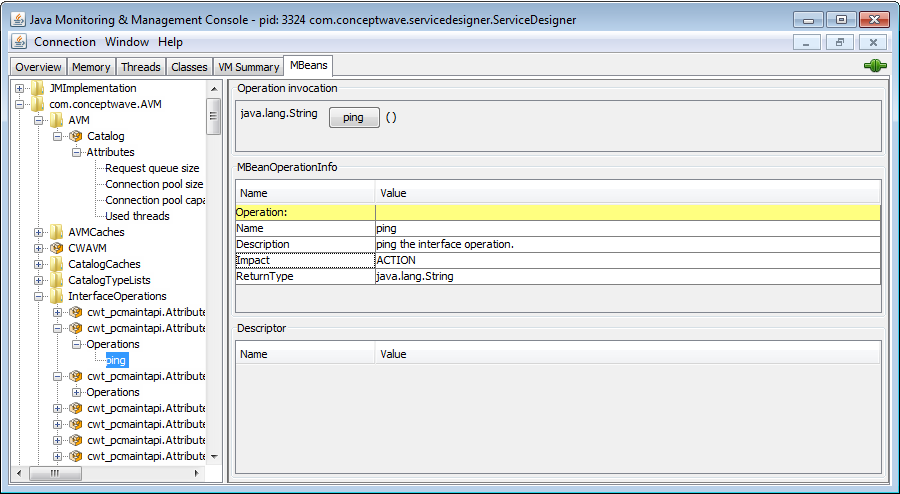 Java Monitoring & Management Console - pid: 3324 com.conceptwave.servicedesigner.ServiceDesigner
Connection Window Help
Overview Memory Threads Classes VM Summary MBeans
JMImplementation
com.conceptwave.AVM
AVM
Catalog
Attributes
Request queue size
Connection pool size
Connection pool capa
Used threads
AVMCaches
CWAVM
CatalogCaches
CatalogTypeLists
InterfaceOperations
cwt_pcmaintapi.Attribute
cwt_pcmaintapi.Attribute
Operations
ping
cwt_pcmaintapi.Attribute
Operations
cwt_pcmaintapi.Attribute
cwt_pcmaintapi.Attribute
cwt_pcmaintapi.Attribute
cwt_pcmaintapi.Attribute
Operation invocation
java.lang.String ping ( )
MBeanOperationInfo
Name Value
Operation:
Name ping
Description ping the interface operation.
Impact ACTION
ReturnType java.lang.String
Descriptor
Name Value